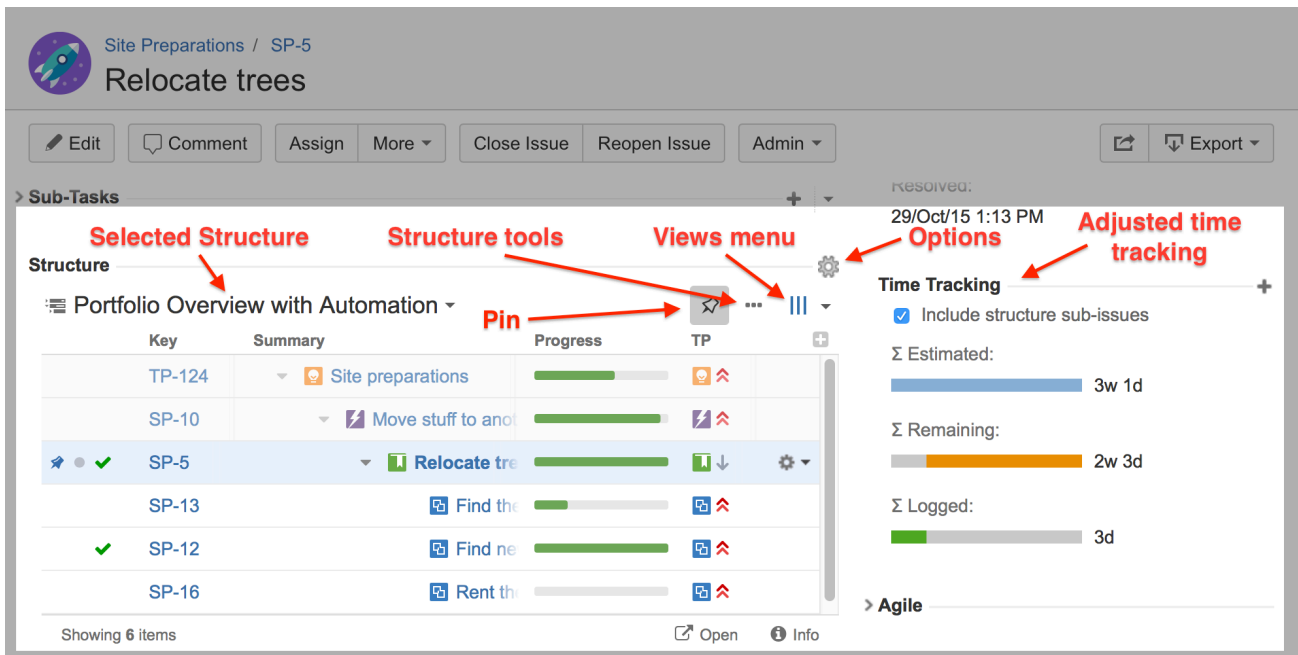 Site Preparations / SP-5
Relocate trees
Edit Comment Assign More Close Issue Reopen Issue Admin Export
Sub-Tasks
Resolved:
29/Oct/15 1:13 PM
Selected Structure Structure tools Views menu Options Adjusted time tracking
Structure
Time Tracking
Portfolio Overview with Automation
Include structure sub-issues
Pin
Key Summary Progress TP
Σ Estimated:
TP-124 Site preparations
3w 1d
SP-10 Move stuff to anot
Σ Remaining:
SP-5 Relocate tre
2w 3d
SP-13 Find the
Σ Logged:
SP-12 Find ne
3d
SP-16 Rent th
Agile
Showing 6 items Open Info